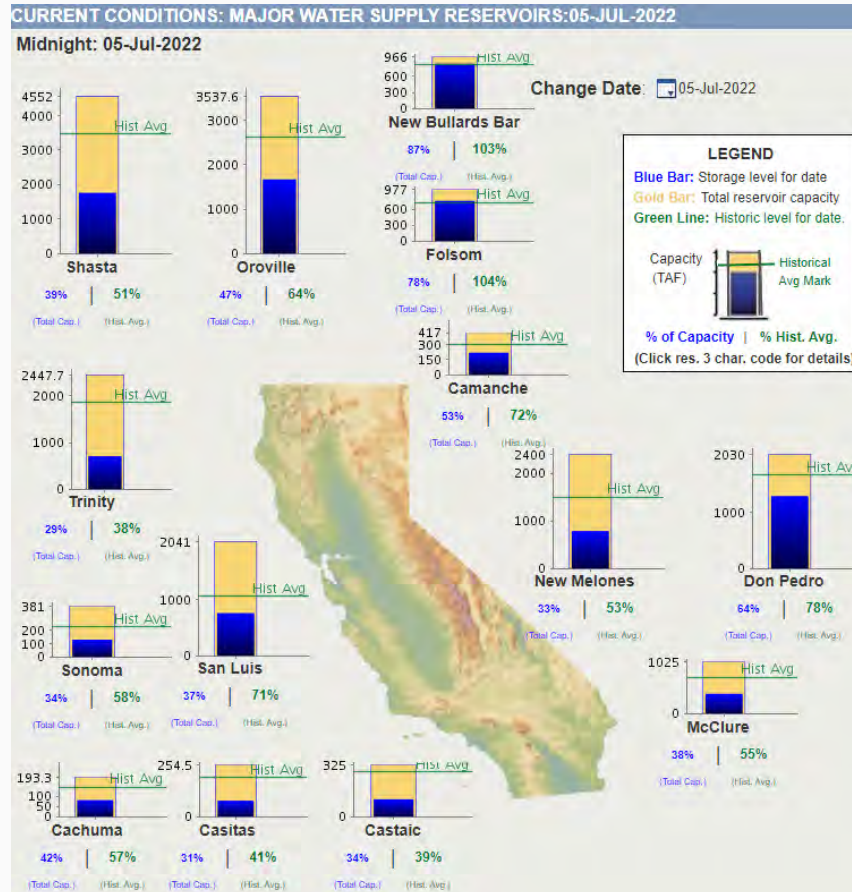 CURRENT CONDITIONS: MAJOR WATER SUPPLY RESERVOIRS:05-JUL-2022
Midnight: 05-Jul-2022
Change Date: 05-Jul-2022
4552
4000
3000
2000
1000
0
Hist Avg
Shasta
39% | 51%
(Total Cap.) (Hist. Avg.)
3537.6
3000
2000
1000
0
Hist Avg
Oroville
47% | 64%
(Total Cap.) (Hist. Avg.)
966
600
300
0
Hist Avg
New Bullards Bar
87% | 103%
(Total Cap.) (Hist. Avg.)
977
600
300
0
Hist Avg
Folsom
78% | 104%
(Total Cap.) (Hist. Avg.)
417
300
150
0
Hist Avg
Camanche
53% | 72%
(Total Cap.) (Hist. Avg.)
LEGEND
Blue Bar: Storage level for date
Gold Bar: Total reservoir capacity
Green Line: Historic level for date.
Capacity
(TAF)
Historical
Avg Mark
% of Capacity | % Hist. Avg.
(Click res. 3 char. code for details)
2447.7
2000
1000
0
Hist Avg
Trinity
29% | 38%
(Total Cap.) (Hist. Avg.)
2400
2000
1000
0
Hist Avg
New Melones
33% | 53%
(Total Cap.) (Hist. Avg.)
2030
1000
0
Hist Av
Don Pedro
64% | 78%
(Total Cap.) (Hist. Avg.)
381
200
100
0
Hist Avg
Sonoma
34% | 58%
(Total Cap.) (Hist. Avg.)
2041
1000
0
Hist Avg
San Luis
37% | 71%
(Total Cap.) (Hist. Avg.)
1025
0
Hist Avg
McClure
38% | 55%
(Total Cap.) (Hist. Avg.)
193.3
100
50
0
Hist Avg
Cachuma
42% | 57%
(Total Cap.) (Hist. Avg.)
254.5
0
Hist Avg
Casitas
31% | 41%
(Total Cap.) (Hist. Avg.)
325
0
Hist Avg
Castaic
34% | 39%
(Total Cap.) (Hist. Avg.)